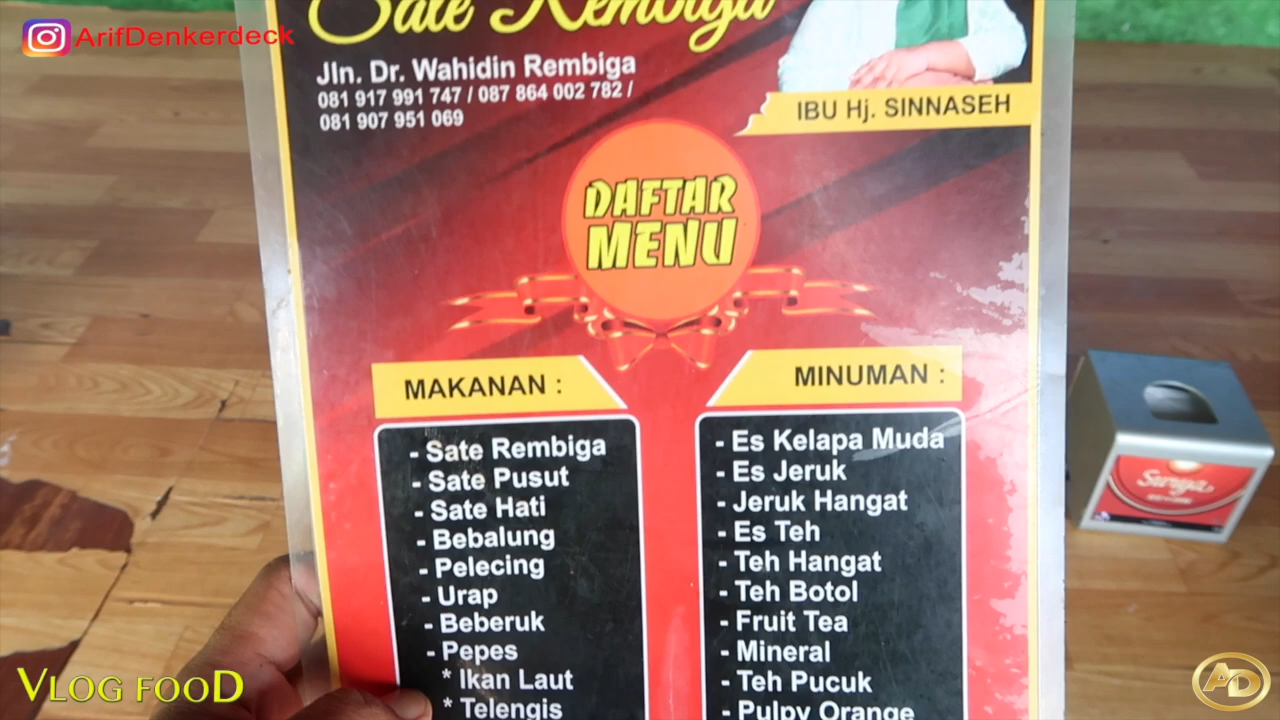 ArifDenkerdeck
Sate Rembiga
Jln. Dr. Wahidin Rembiga
081 917 991 747 / 087 864 002 782 /
081 907 951 069
IBU Hj. SINNASEH
DAFTAR
MENU
MAKANAN :
- Sate Rembiga
- Sate Pusut
- Sate Hati
- Bebalung
- Pelecing
- Urap
- Beberuk
- Pepes
* Ikan Laut
* Telengis
MINUMAN :
- Es Kelapa Muda
- Es Jeruk
- Jeruk Hangat
- Es Teh
- Teh Hangat
- Teh Botol
- Fruit Tea
- Mineral
- Teh Pucuk
- Pulpy Orange
Surya
VLOG FOOD
AD